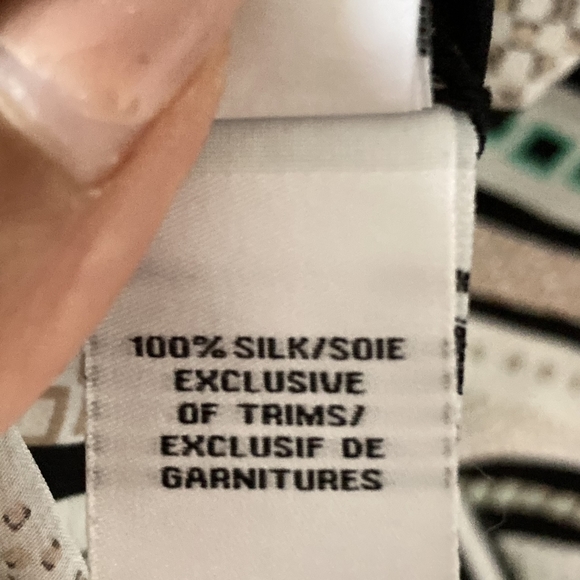 100% SILK/SOIE
EXCLUSIVE
OF TRIMS/
EXCLUSIF DE
GARNITURES